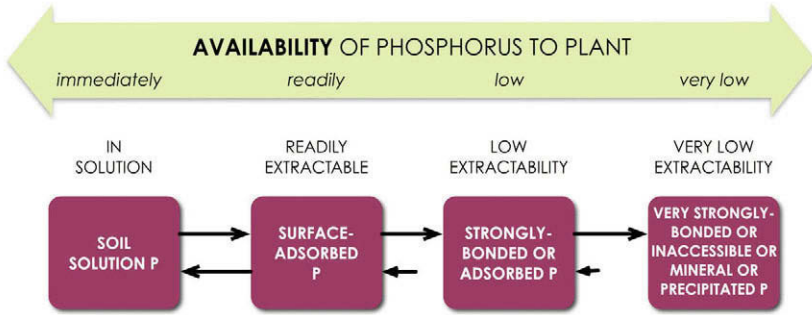 AVAILABILITY OF PHOSPHORUS TO PLANT
immediately readily low very low
IN
SOLUTION
READILY
EXTRACTABLE
LOW
EXTRACTABILITY
VERY LOW
EXTRACTABILITY
SOIL
SOLUTION P
SURFACE-
ADSORBED
P
STRONGLY-
BONDED OR
ADSORBED P
VERY STRONGLY-
BONDED OR
INACCESSIBLE OR
MINERAL OR
PRECIPITATED P